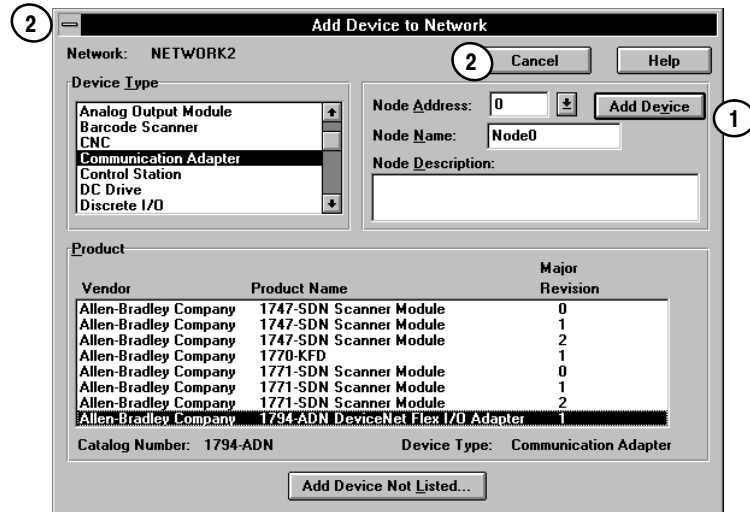 2
Add Device to Network
Network: NETWORK2
2
Cancel
Help
Device Type
Analog Output Module
Barcode Scanner
CNC
Communication Adapter
Control Station
DC Drive
Discrete I/O
Node Address: 0
Add Device
1
Node Name: Node0
Node Description:
Product
Major
Vendor Product Name Revision
Allen-Bradley Company 1747-SDN Scanner Module 0
Allen-Bradley Company 1747-SDN Scanner Module 1
Allen-Bradley Company 1747-SDN Scanner Module 2
Allen-Bradley Company 1770-KFD 1
Allen-Bradley Company 1771-SDN Scanner Module 0
Allen-Bradley Company 1771-SDN Scanner Module 1
Allen-Bradley Company 1771-SDN Scanner Module 2
Allen-Bradley Company 1794-ADN DeviceNet Flex I/O Adapter 1
Catalog Number: 1794-ADN Device Type: Communication Adapter
Add Device Not Listed...